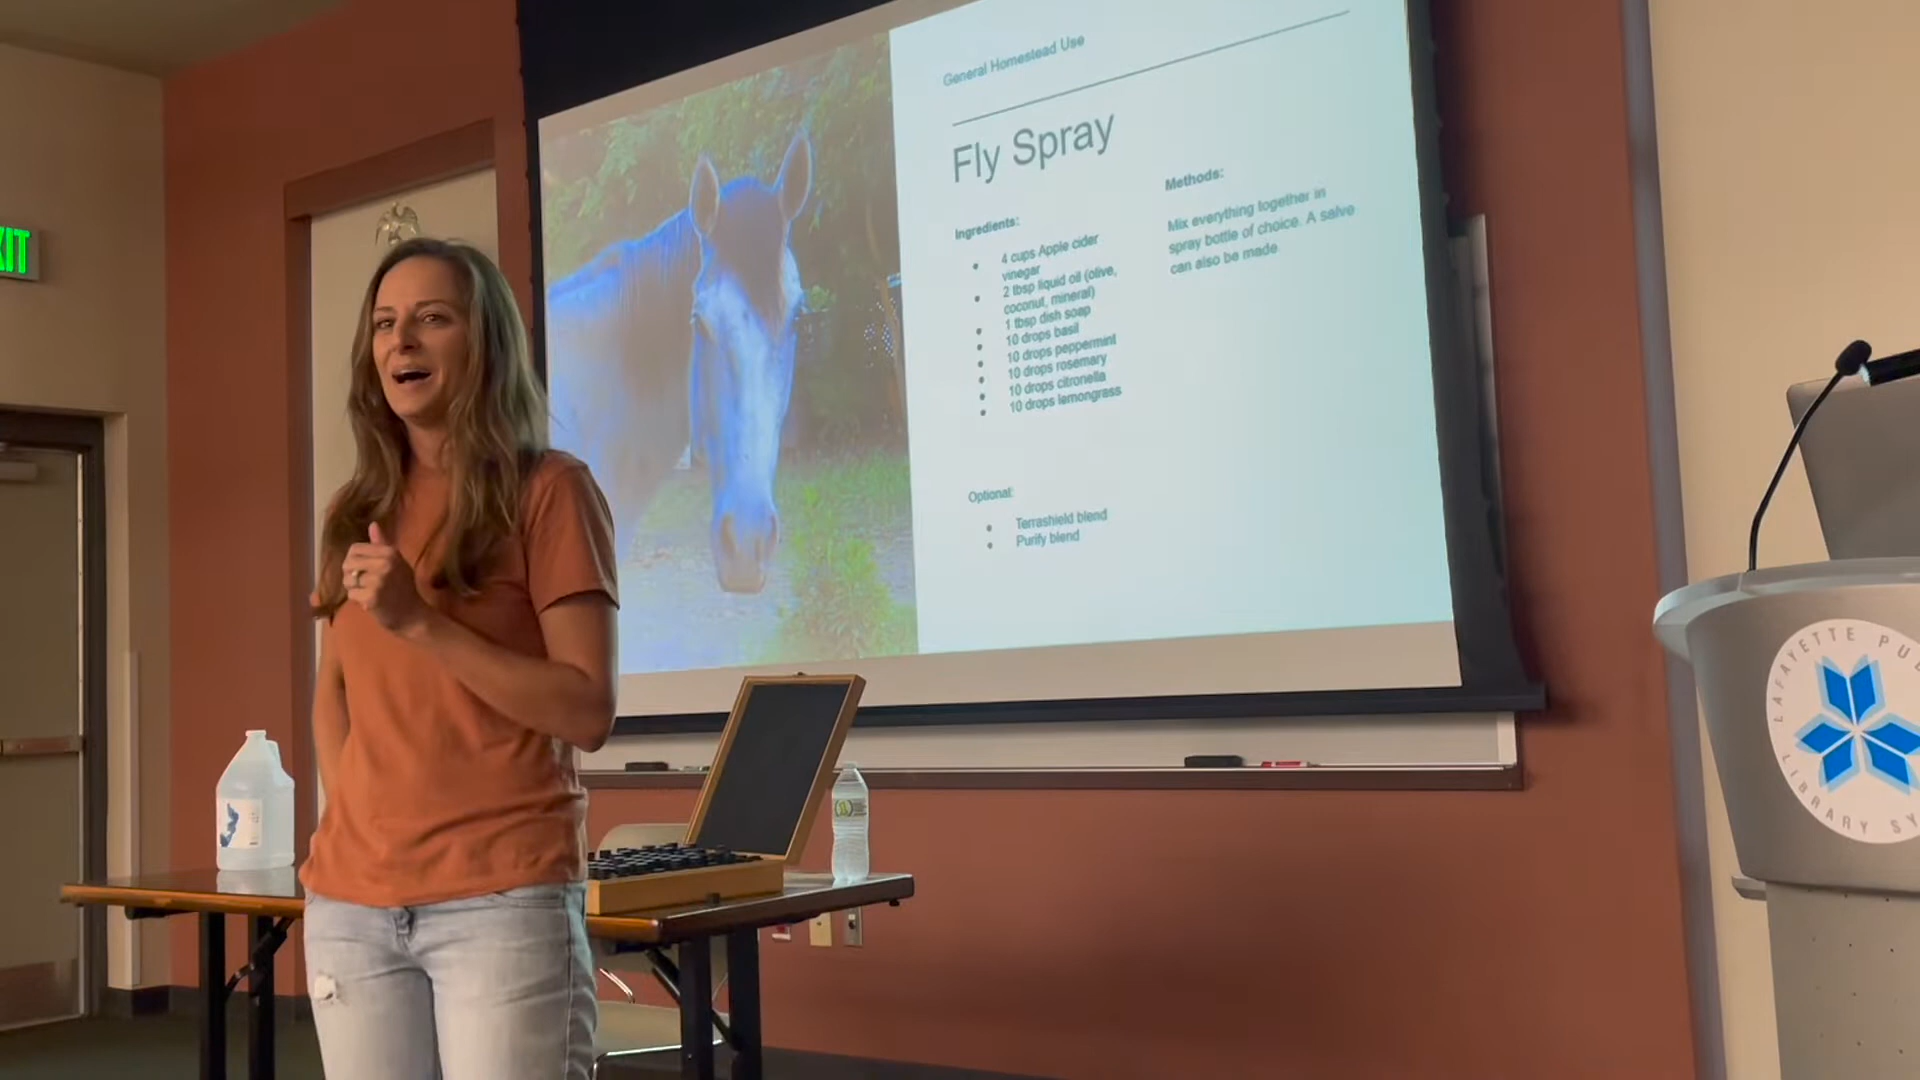 XIT
General Homestead Use
Fly Spray
Ingredients:
4 cups Apple cider
vinegar
2 tbsp liquid oil (olive,
coconut, mineral)
1 tbsp dish soap
10 drops basil
10 drops peppermint
10 drops rosemary
10 drops citronella
10 drops lemongrass
Optional:
Terrashield blend
Purify blend
Methods:
Mix everything together in
spray bottle of choice. A salve
can also be made
LAFAYETTE PU
LIBRARY SY